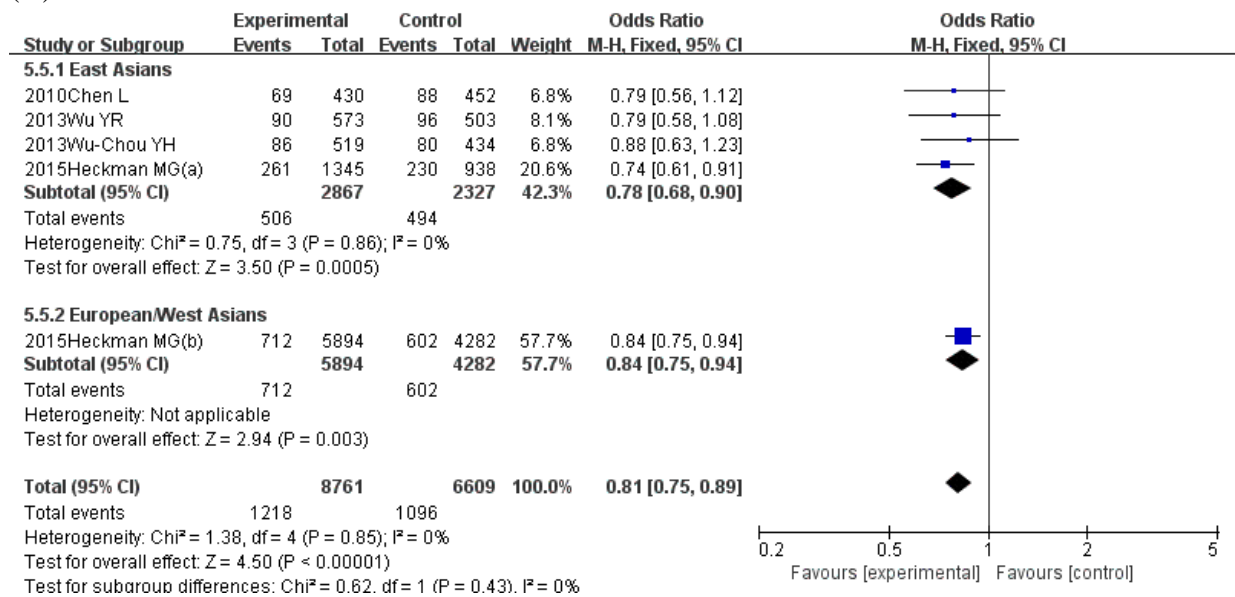 Experimental Control Odds Ratio Odds Ratio
Study or Subgroup Events Total Events Total Weight M-H, Fixed, 95% CI M-H, Fixed, 95% CI
5.5.1 East Asians
2010Chen L 69 430 88 452 6.8% 0.79 [0.56, 1.12]
2013Wu YR 90 573 96 503 8.1% 0.79 [0.58, 1.08]
2013Wu-Chou YH 86 519 80 434 6.8% 0.88 [0.63, 1.23]
2015Heckman MG(a) 261 1345 230 938 20.6% 0.74 [0.61, 0.91]
Subtotal (95% CI) 2867 2327 42.3% 0.78 [0.68, 0.90]
Total events 506 494
Heterogeneity: Chi² = 0.75, df = 3 (P = 0.86); I² = 0%
Test for overall effect: Z = 3.50 (P = 0.0005)
5.5.2 European/West Asians
2015Heckman MG(b) 712 5894 602 4282 57.7% 0.84 [0.75, 0.94]
Subtotal (95% CI) 5894 4282 57.7% 0.84 [0.75, 0.94]
Total events 712 602
Heterogeneity: Not applicable
Test for overall effect: Z = 2.94 (P = 0.003)
Total (95% CI) 8761 6609 100.0% 0.81 [0.75, 0.89]
Total events 1218 1096
Heterogeneity: Chi² = 1.38, df = 4 (P = 0.85); I² = 0%
Test for overall effect: Z = 4.50 (P < 0.00001)
Test for subgroup differences: Chi² = 0.62, df = 1 (P = 0.43), I² = 0%
0.2 0.5 1 2 5
Favours [experimental] Favours [control]